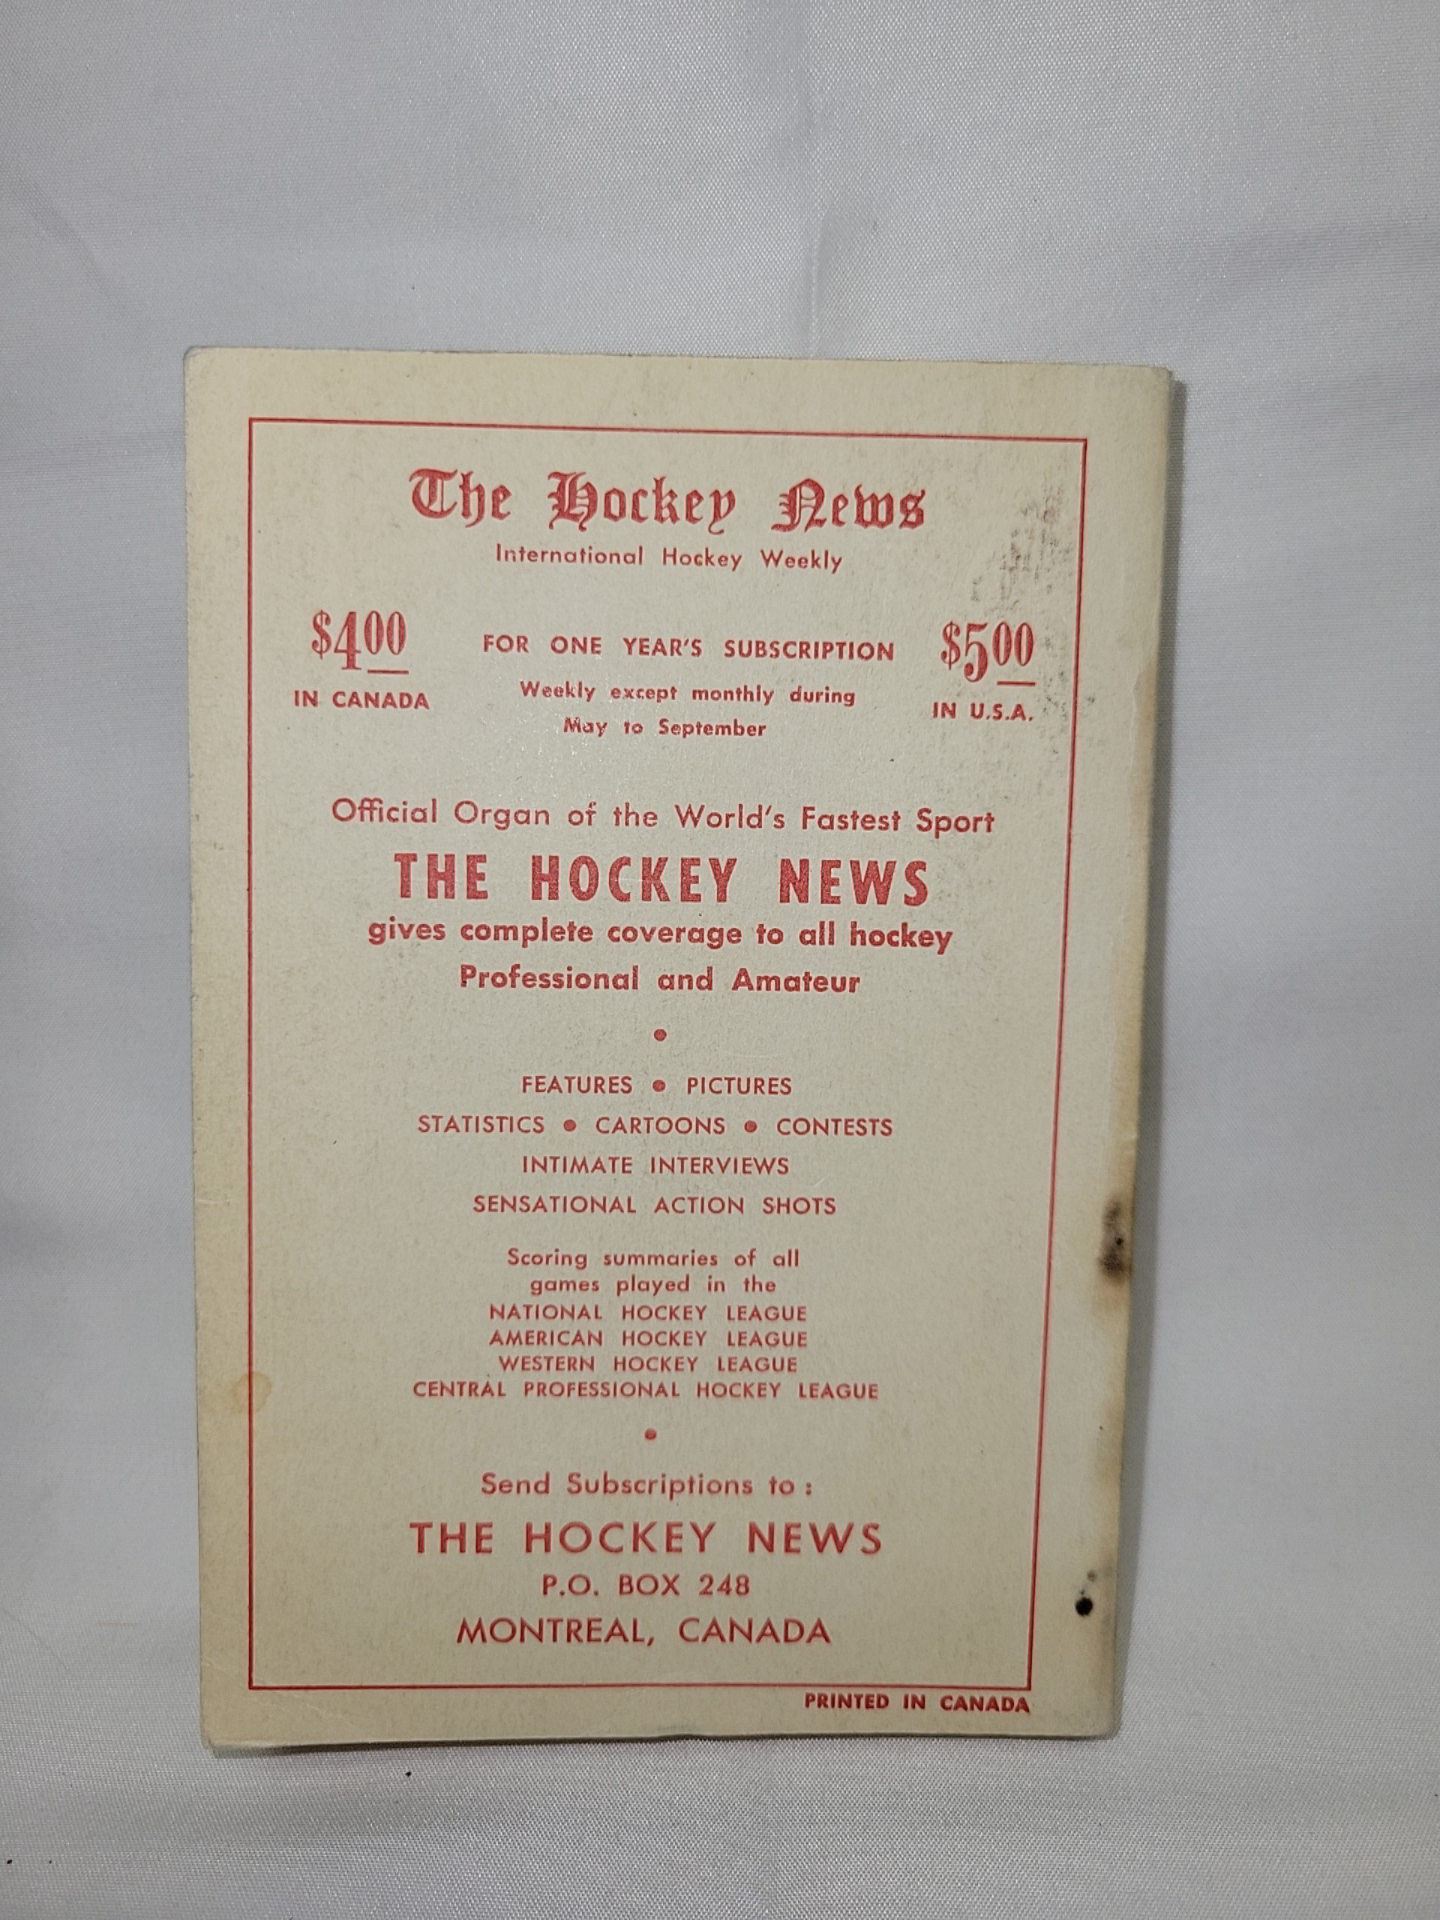 The Hockey News
International Hockey Weekly
$4.00 FOR ONE YEAR'S SUBSCRIPTION $5.00
IN CANADA Weekly except monthly during IN U.S.A.
May to September
Official Organ of the World's Fastest Sport
THE HOCKEY NEWS
gives complete coverage to all hockey
Professional and Amateur
•
FEATURES • PICTURES
STATISTICS • CARTOONS • CONTESTS
INTIMATE INTERVIEWS
SENSATIONAL ACTION SHOTS
Scoring summaries of all
games played in the
NATIONAL HOCKEY LEAGUE
AMERICAN HOCKEY LEAGUE
WESTERN HOCKEY LEAGUE
CENTRAL PROFESSIONAL HOCKEY LEAGUE
•
Send Subscriptions to :
THE HOCKEY NEWS
P.O. BOX 248
MONTREAL, CANADA
PRINTED IN CANADA